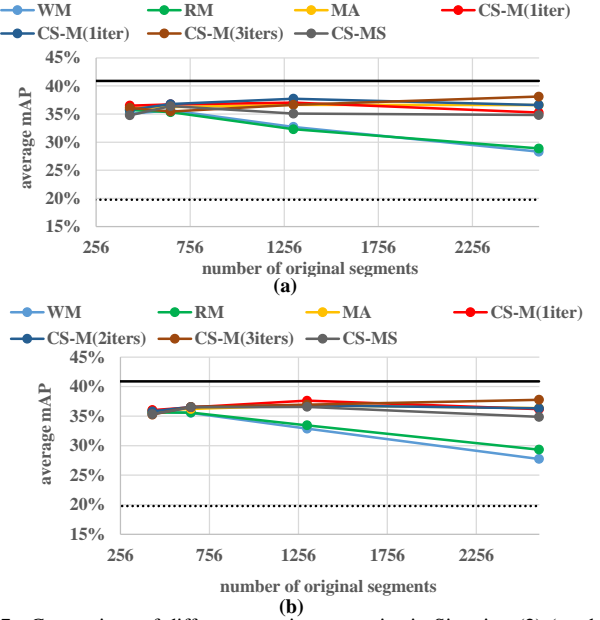 WM RM MA CS-M(1iter)
CS-M(1iter) CS-M(3iters) CS-MS
45%
40%
35%
30%
25%
20%
15%
average mAP
256 756 1256 1756 2256
number of original segments
(a)
WM RM MA CS-M(1iter)
CS-M(2iters) CS-M(3iters) CS-MS
45%
40%
35%
30%
25%
20%
15%
average mAP
256 756 1256 1756 2256
number of original segments
(b)